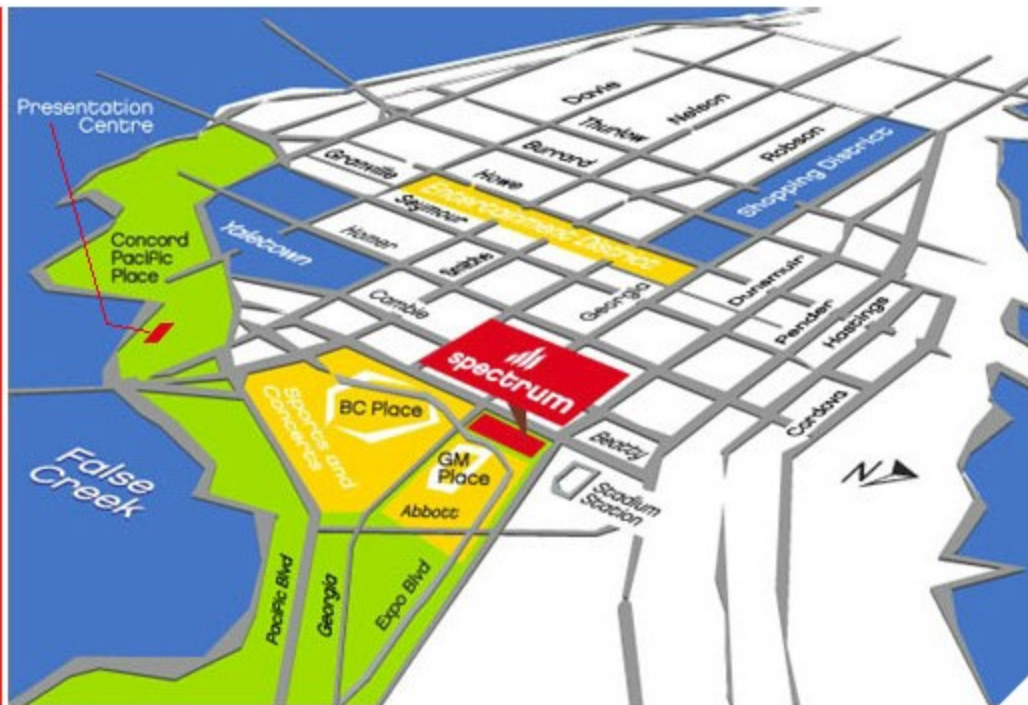 Presentation
Centre
Davie
Thurlow
Nelson
Burrard
Robson
Granville
Howe
Shopping District
Entertainment District
Seymour
Concord
Pacific
Place
Yaletown
Homer
Smithe
Cambie
Georgia
Dunsmuir
Pender
Hastings
spectrum
Cordova
Sports and
Concerts
BC Place
Beatty
False
Creek
GM
Place
N
Stadium
Station
Abbott
Pacific Blvd
Georgia
Expo Blvd